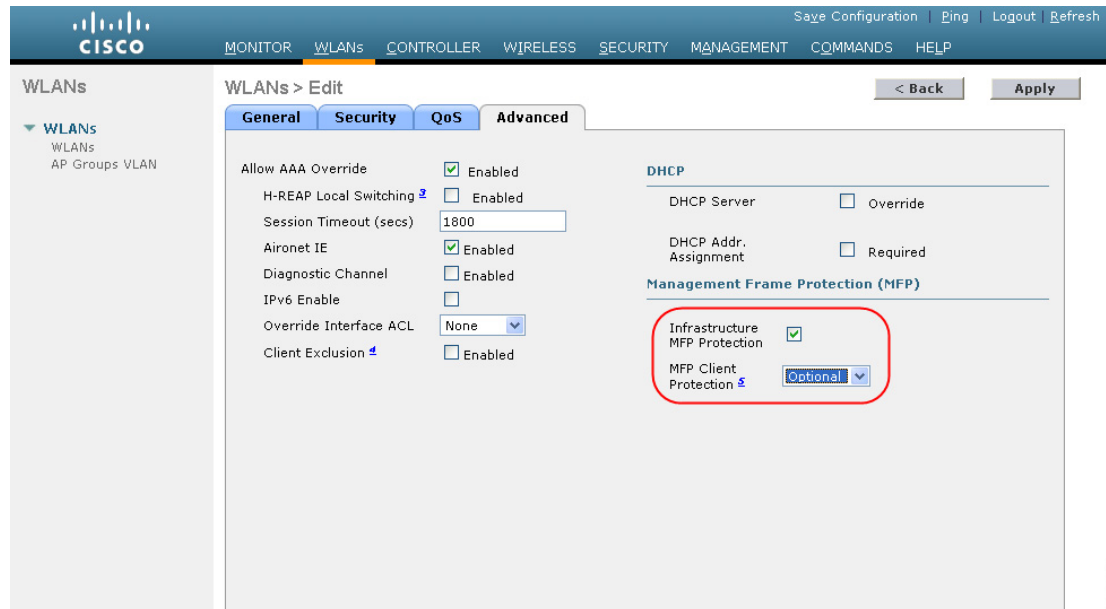 Save Configuration | Ping | Logout | Refresh
CISCO
MONITOR WLANs CONTROLLER WIRELESS SECURITY MANAGEMENT COMMANDS HELP
WLANs
WLANs
WLANs
AP Groups VLAN
WLANs > Edit
< Back
Apply
General Security QoS Advanced
Allow AAA Override Enabled
H-REAP Local Switching 3 Enabled
Session Timeout (secs) 1800
Aironet IE Enabled
Diagnostic Channel Enabled
IPv6 Enable
Override Interface ACL None
Client Exclusion 4 Enabled
DHCP
DHCP Server Override
DHCP Addr.
Assignment Required
Management Frame Protection (MFP)
Infrastructure
MFP Protection
MFP Client
Protection 5 Optional